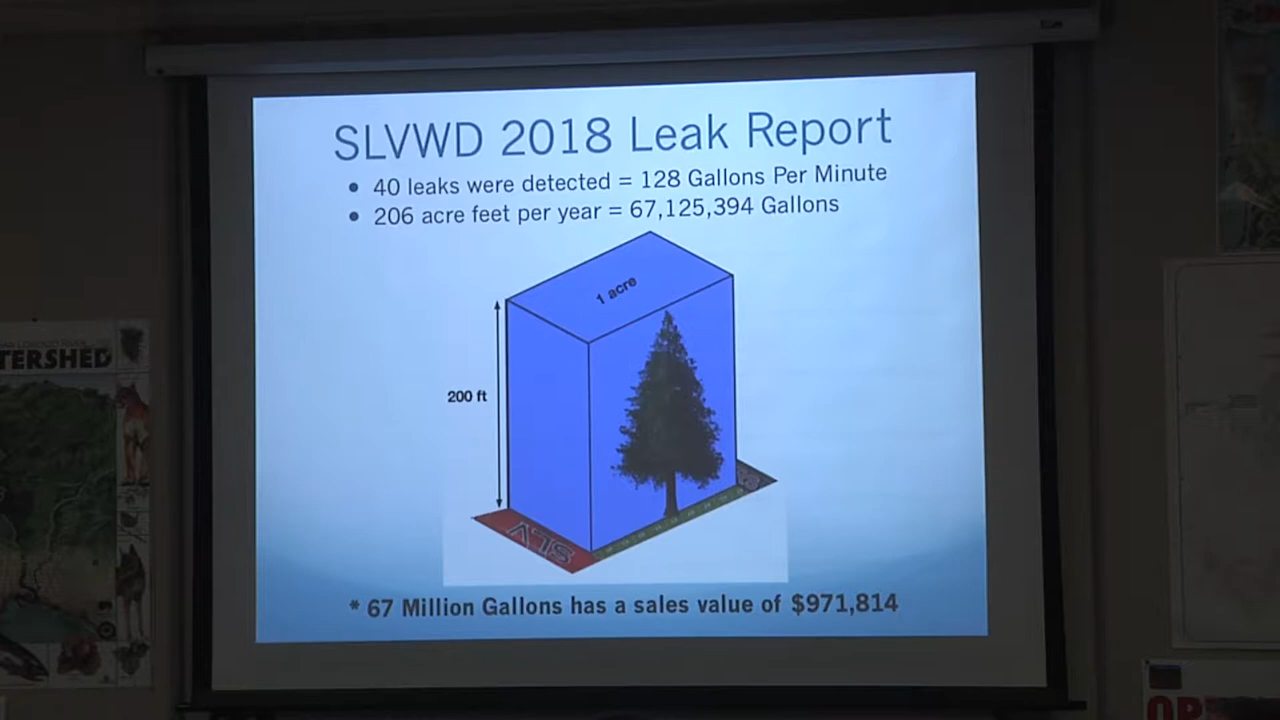 SLVWD 2018 Leak Report
• 40 leaks were detected = 128 Gallons Per Minute
• 206 acre feet per year = 67,125,394 Gallons
1 acre
200 ft
SLV
* 67 Million Gallons has a sales value of $971,814
TERSHED
OP